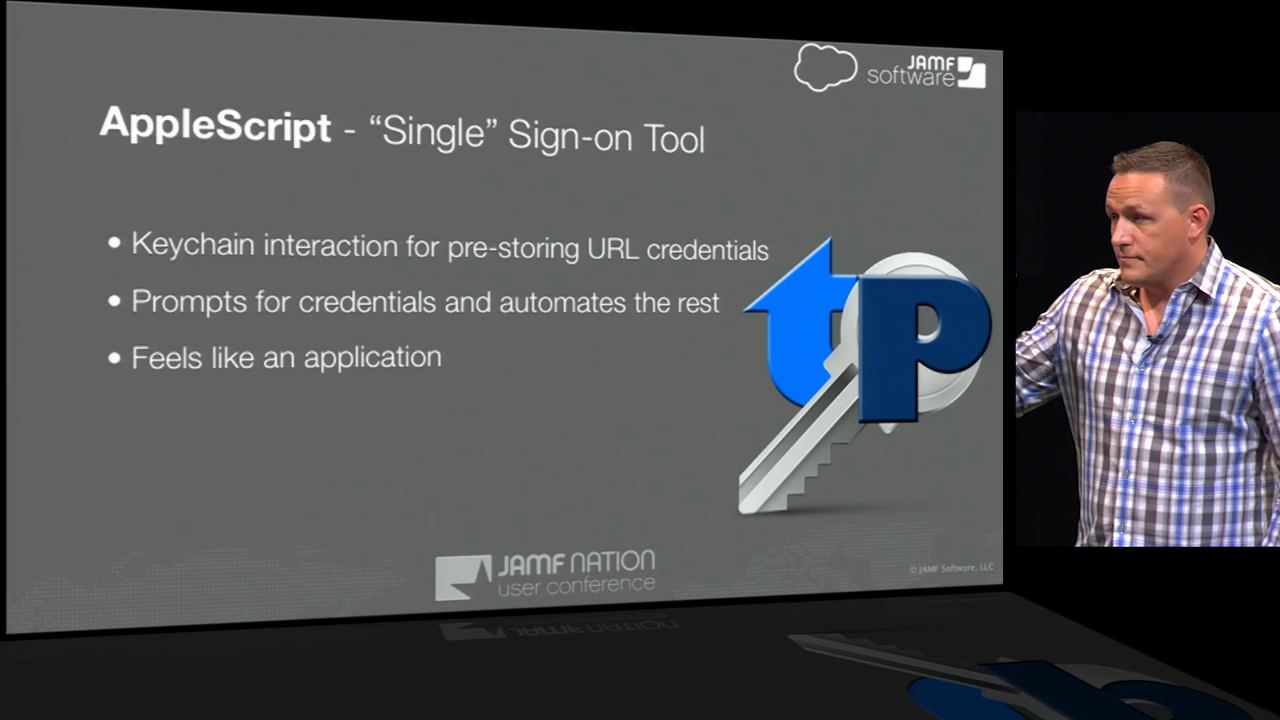 JAMF
software
AppleScript - “Single” Sign-on Tool
• Keychain interaction for pre-storing URL credentials
• Prompts for credentials and automates the rest
• Feels like an application
tp
JAMF NATION
user conference
© JAMF Software, LLC